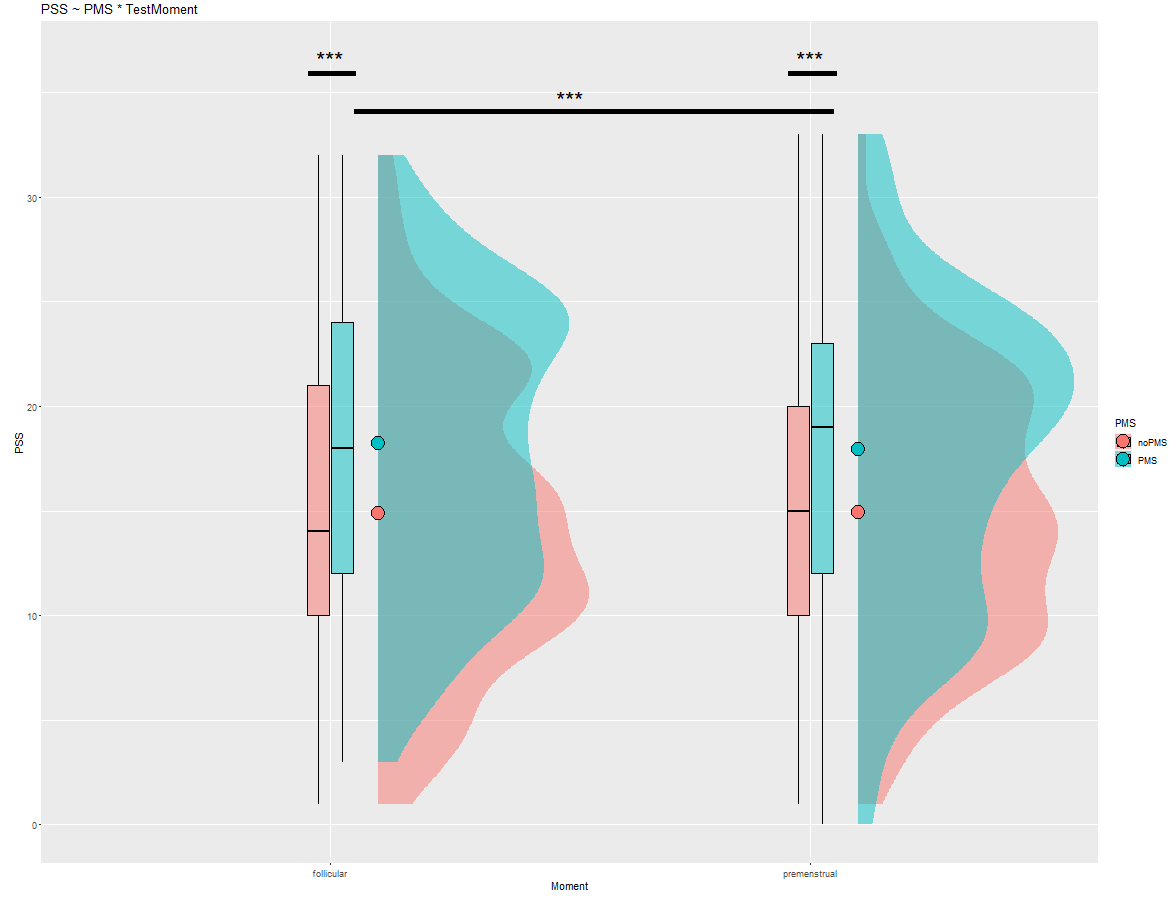 PSS ~ PMS * TestMoment
*** ***
***
30
20
10
0
PSS
follicular premenstrual
Moment
PMS
noPMS
PMS